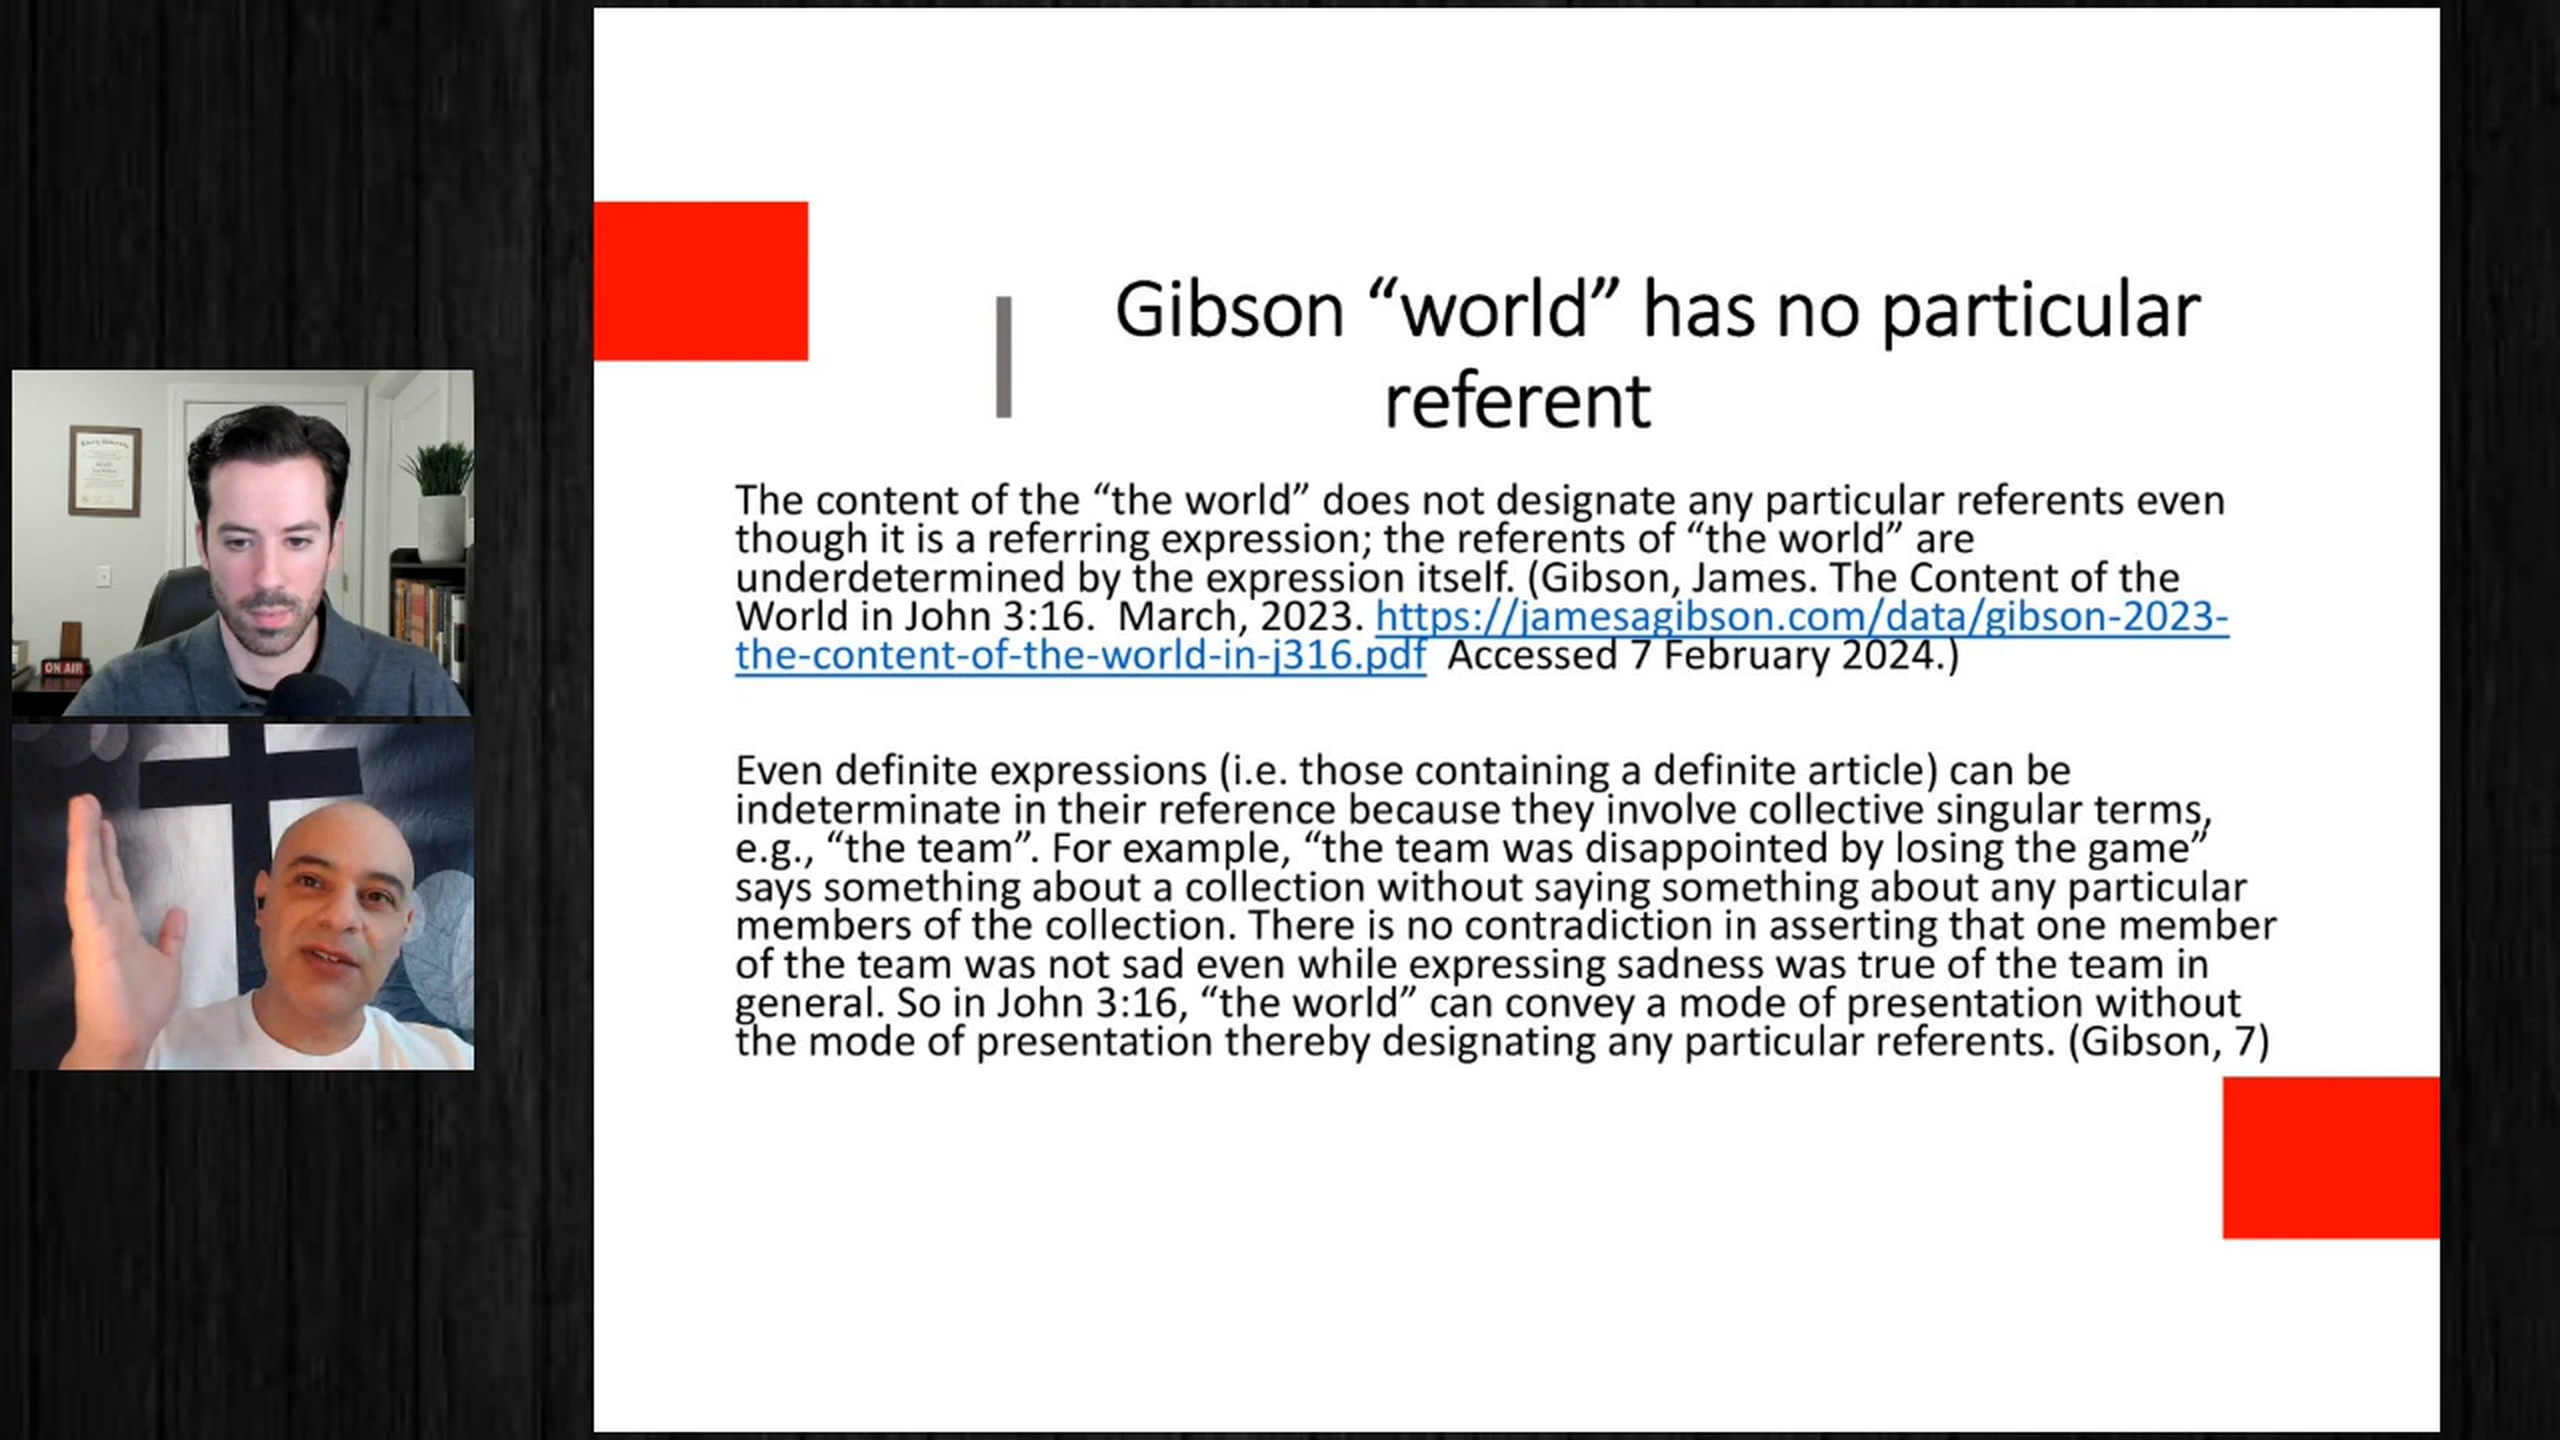 Gibson “world” has no particular
referent
The content of the “the world” does not designate any particular referents even
though it is a referring expression; the referents of “the world” are
underdetermined by the expression itself. (Gibson, James. The Content of the
World in John 3:16.  March, 2023. https://jamesagibson.com/data/gibson-2023-
the-content-of-the-world-in-j316.pdf  Accessed 7 February 2024.)
Even definite expressions (i.e. those containing a definite article) can be
indeterminate in their reference because they involve collective singular terms,
e.g., “the team”. For example, “the team was disappointed by losing the game”
says something about a collection without saying something about any particular
members of the collection. There is no contradiction in asserting that one member
of the team was not sad even while expressing sadness was true of the team in
general. So in John 3:16, “the world” can convey a mode of presentation without
the mode of presentation thereby designating any particular referents. (Gibson, 7)
ON AIR